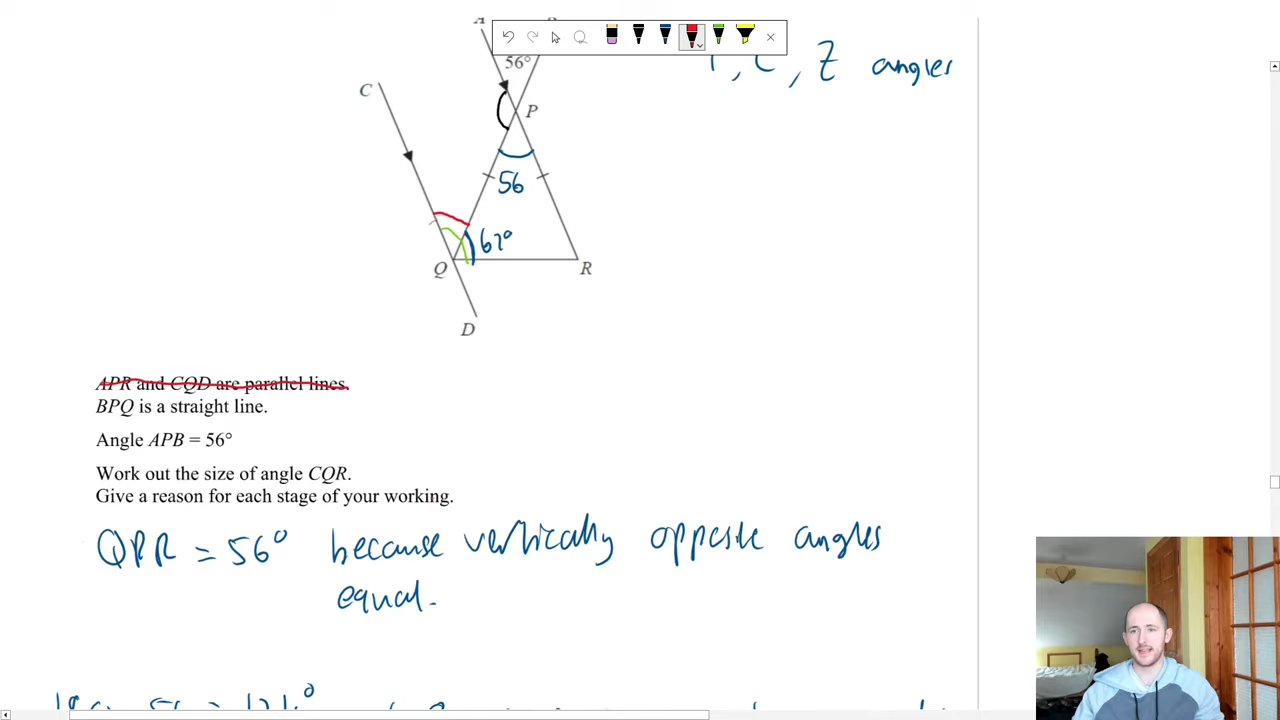 56°
, Z angles
C
P
56
62°
Q
R
D
APR and CQD are parallel lines.
BPQ is a straight line.
Angle APB = 56°
Work out the size of angle CQR.
Give a reason for each stage of your working.
QPR = 56° because vertically opposite angles
equal.